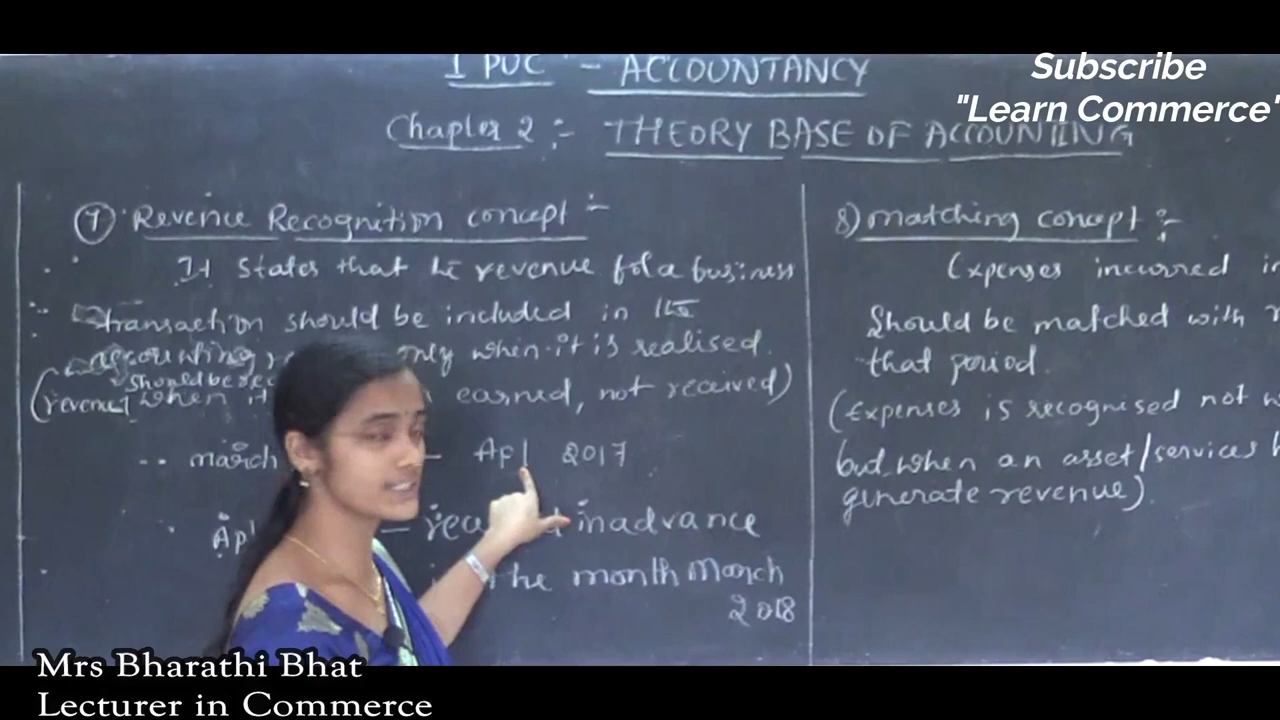 I PUC - ACCOUNTANCY
Subscribe
"Learn Commerce"
Chapter 2 :- THEORY BASE OF ACCOUNTING
7 Revenue Recognition concept :-
It states that the revenue for a business
transaction should be included in the
accounting only when it is realised.
should be
(revenue when it earned, not received)
march - Apl 2017
Apl - in advance
the month March
2018
8) matching concept :-
Expenses incurred in
should be matched with
that period.
(Expenses is recognised not
but when an asset/services
generate revenue).
Mrs Bharathi Bhat
Lecturer in Commerce